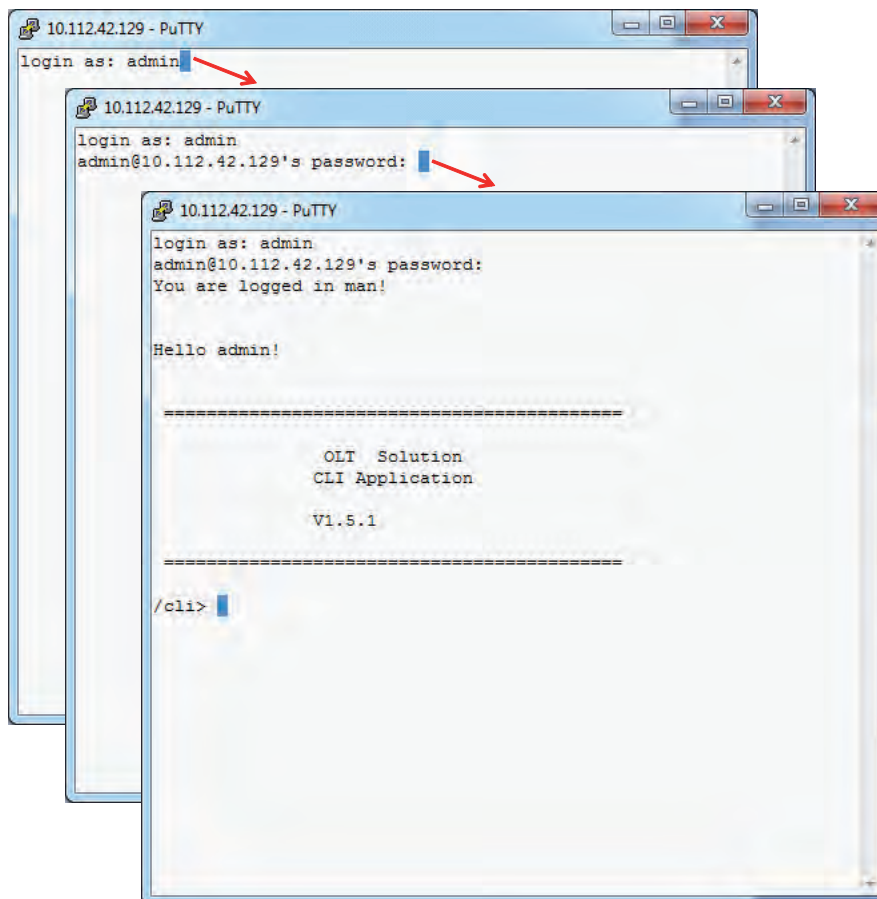 10.112.42.129 - PuTTY
login as: admin
10.112.42.129 - PuTTY
login as: admin
admin@10.112.42.129's password:
10.112.42.129 - PuTTY
login as: admin
admin@10.112.42.129's password:
You are logged in man!
Hello admin!
===========================================
OLT  Solution
CLI Application
V1.5.1
===========================================
/cli>